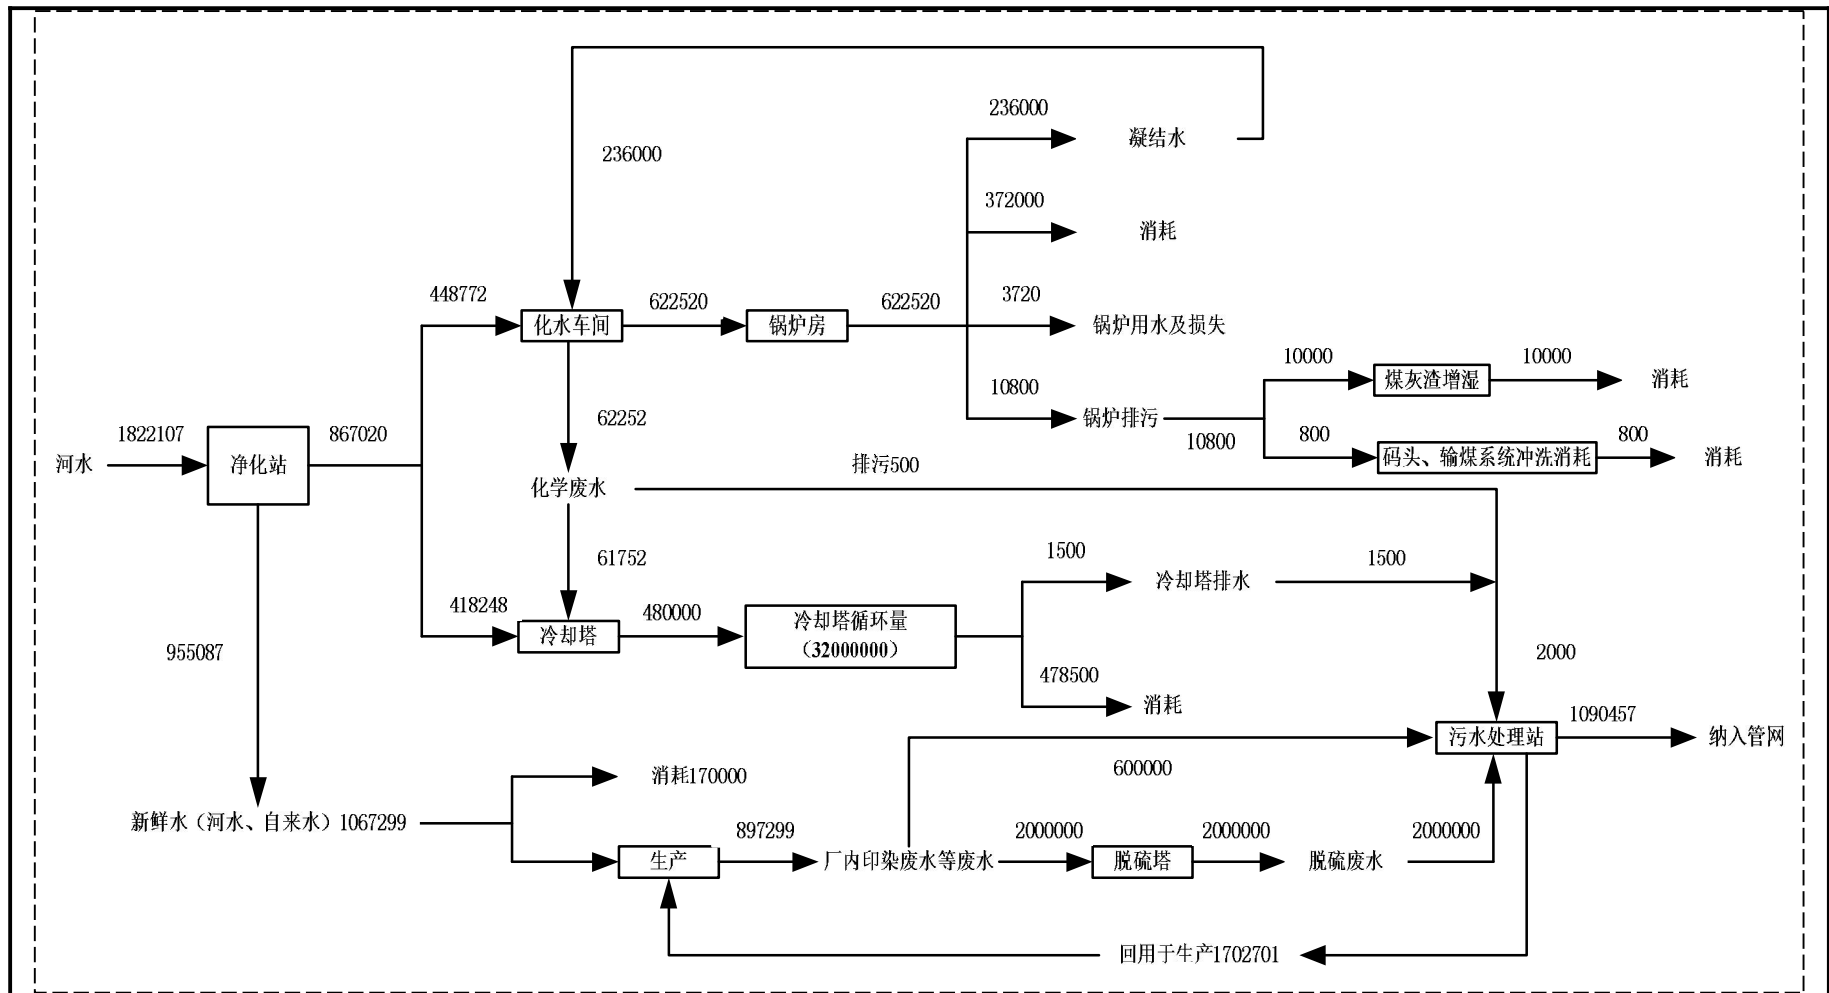 236000
凝结水
236000
372000
消耗
448772
622520
622520
3720
化水车间
锅炉房
锅炉用水及损失
10000
10000
煤灰渣增湿
消耗
10800
锅炉排污
10800
62252
800
800
码头、输煤系统冲洗消耗
消耗
1822107
867020
河水
净化站
排污500
化学废水
61752
1500
1500
冷却塔排水
418248
480000
冷却塔
冷却塔循环量
（32000000）
955087
2000
478500
消耗
1090457
污水处理站
纳入管网
600000
消耗170000
新鲜水（河水、自来水）1067299
897299
2000000
2000000
2000000
生产
厂内印染废水等废水
脱硫塔
脱硫废水
回用于生产1702701